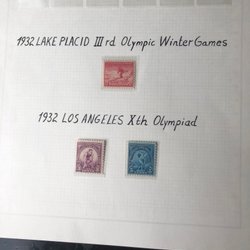 1932 LAKE PLACID IIIrd Olympic Winter Games
1932 LOS ANGELES Xth Olympiad